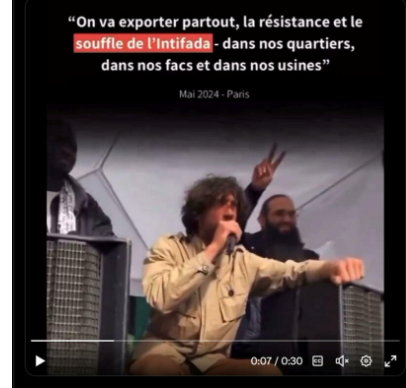 “On va exporter partout, la résistance et le
souffle de l’Intifada - dans nos quartiers,
dans nos facs et dans nos usines”
Mai 2024 - Paris
0:07 / 0:30
CC